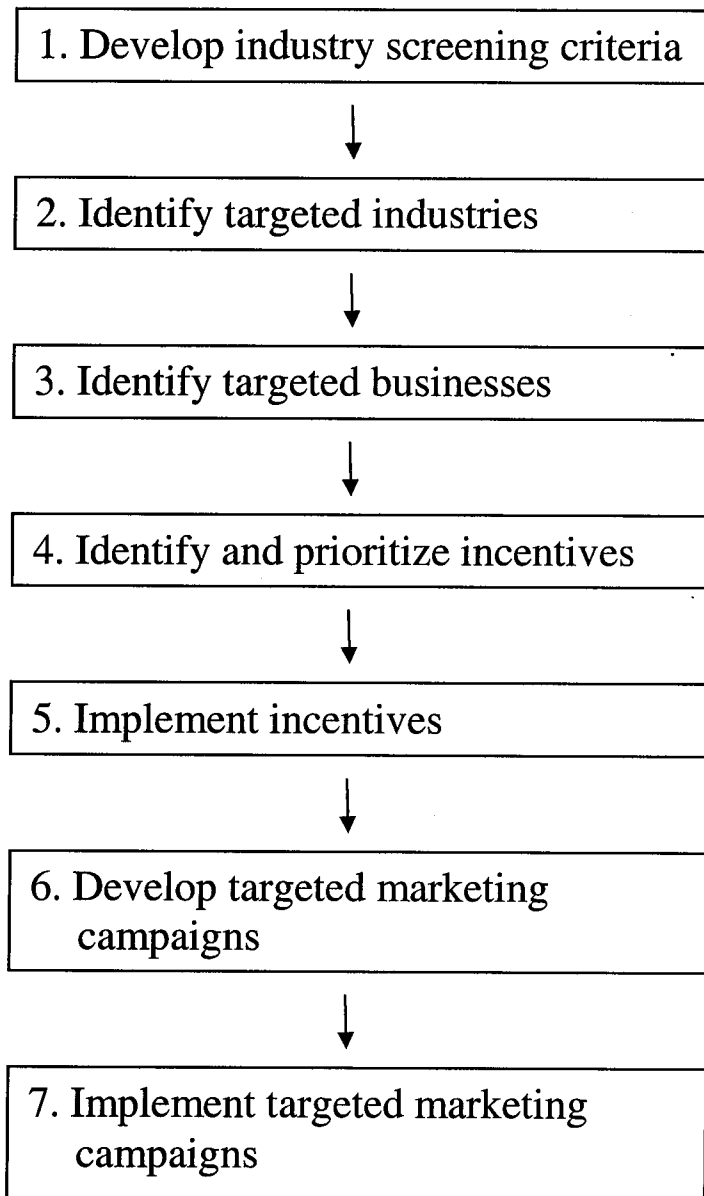 1. Develop industry screening criteria
2. Identify targeted industries
3. Identify targeted businesses
4. Identify and prioritize incentives
5. Implement incentives
6. Develop targeted marketing
campaigns
7. Implement targeted marketing
campaigns